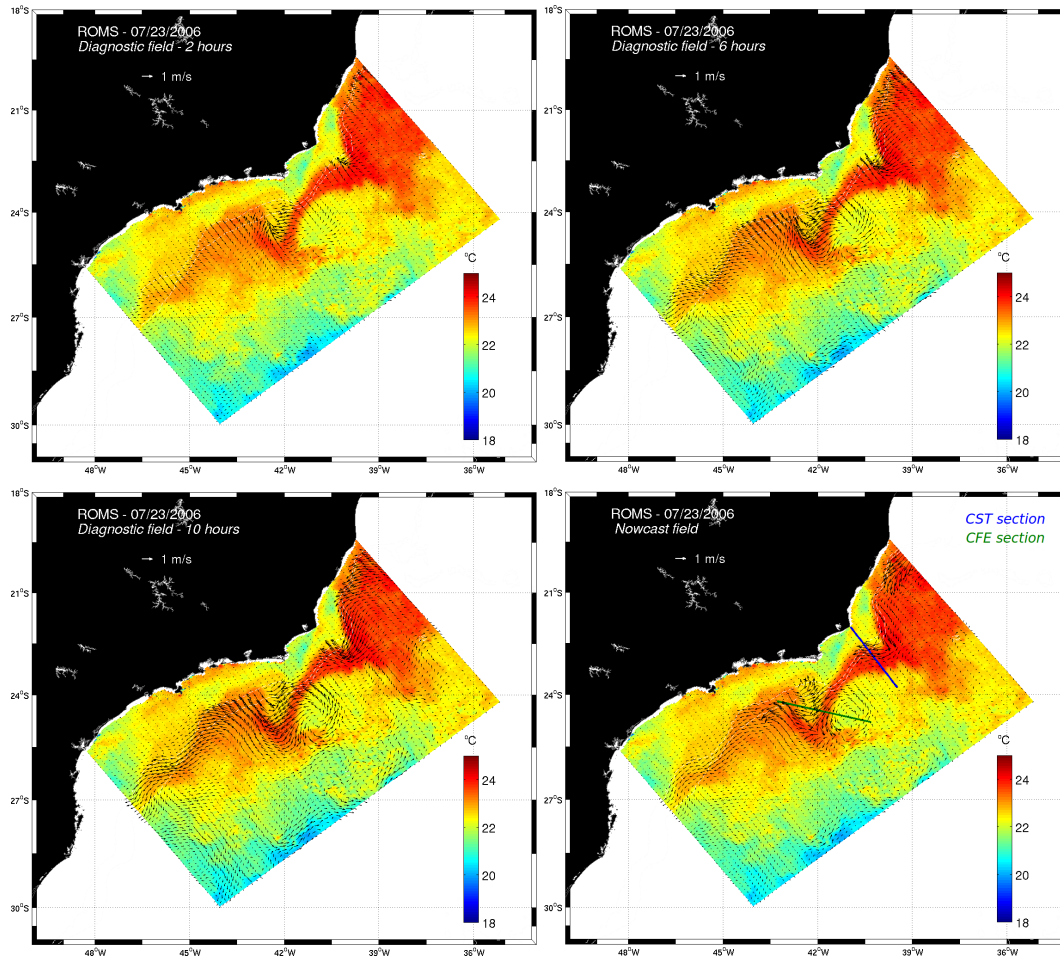 18°S
ROMS - 07/23/2006
Diagnostic field - 2 hours
1 m/s
21°S
24°S
27°S
30°S
°C
24
22
20
18
48°W
45°W
42°W
39°W
36°W
18°S
ROMS - 07/23/2006
Diagnostic field - 6 hours
1 m/s
21°S
24°S
27°S
30°S
°C
24
22
20
18
48°W
45°W
42°W
39°W
36°W
18°S
ROMS - 07/23/2006
Diagnostic field - 10 hours
1 m/s
21°S
24°S
27°S
30°S
°C
24
22
20
18
48°W
45°W
42°W
39°W
36°W
18°S
ROMS - 07/23/2006
Nowcast field
CST section
CFE section
1 m/s
21°S
24°S
27°S
30°S
°C
24
22
20
18
48°W
45°W
42°W
39°W
36°W